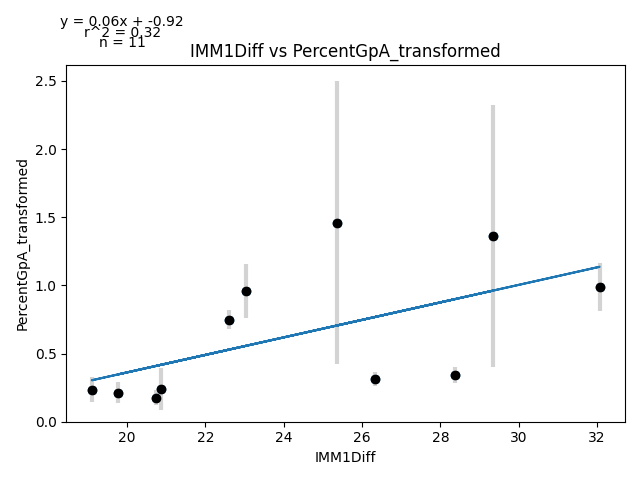 y = 0.06x + -0.92
r^2 = 0.32
n = 11
IMM1Diff vs PercentGpA_transformed
PercentGpA_transformed
2.5
2.0
1.5
1.0
0.5
0.0
20 22 24 26 28 30 32
IMM1Diff